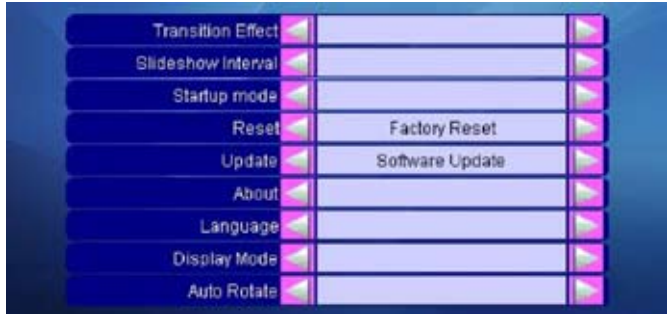 Transition Effect
Slideshow Interval
Startup mode
Reset Factory Reset
Update Software Update
About
Language
Display Mode
Auto Rotate